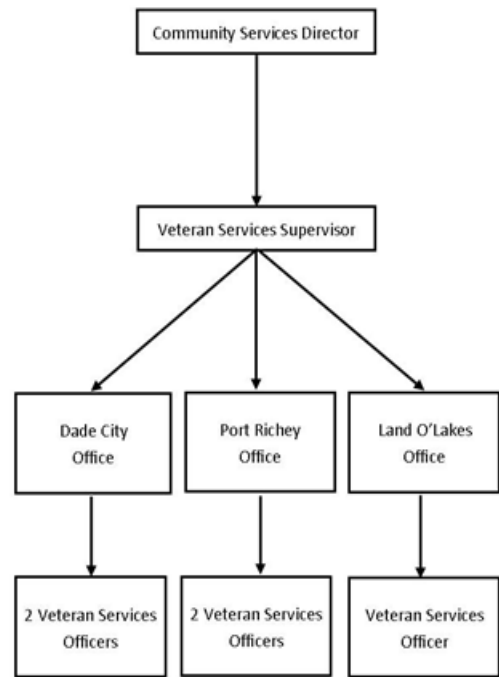 Community Services Director
Veteran Services Supervisor
Dade City
Office
Port Richey
Office
Land O'Lakes
Office
2 Veteran Services
Officers
2 Veteran Services
Officers
Veteran Services
Officer